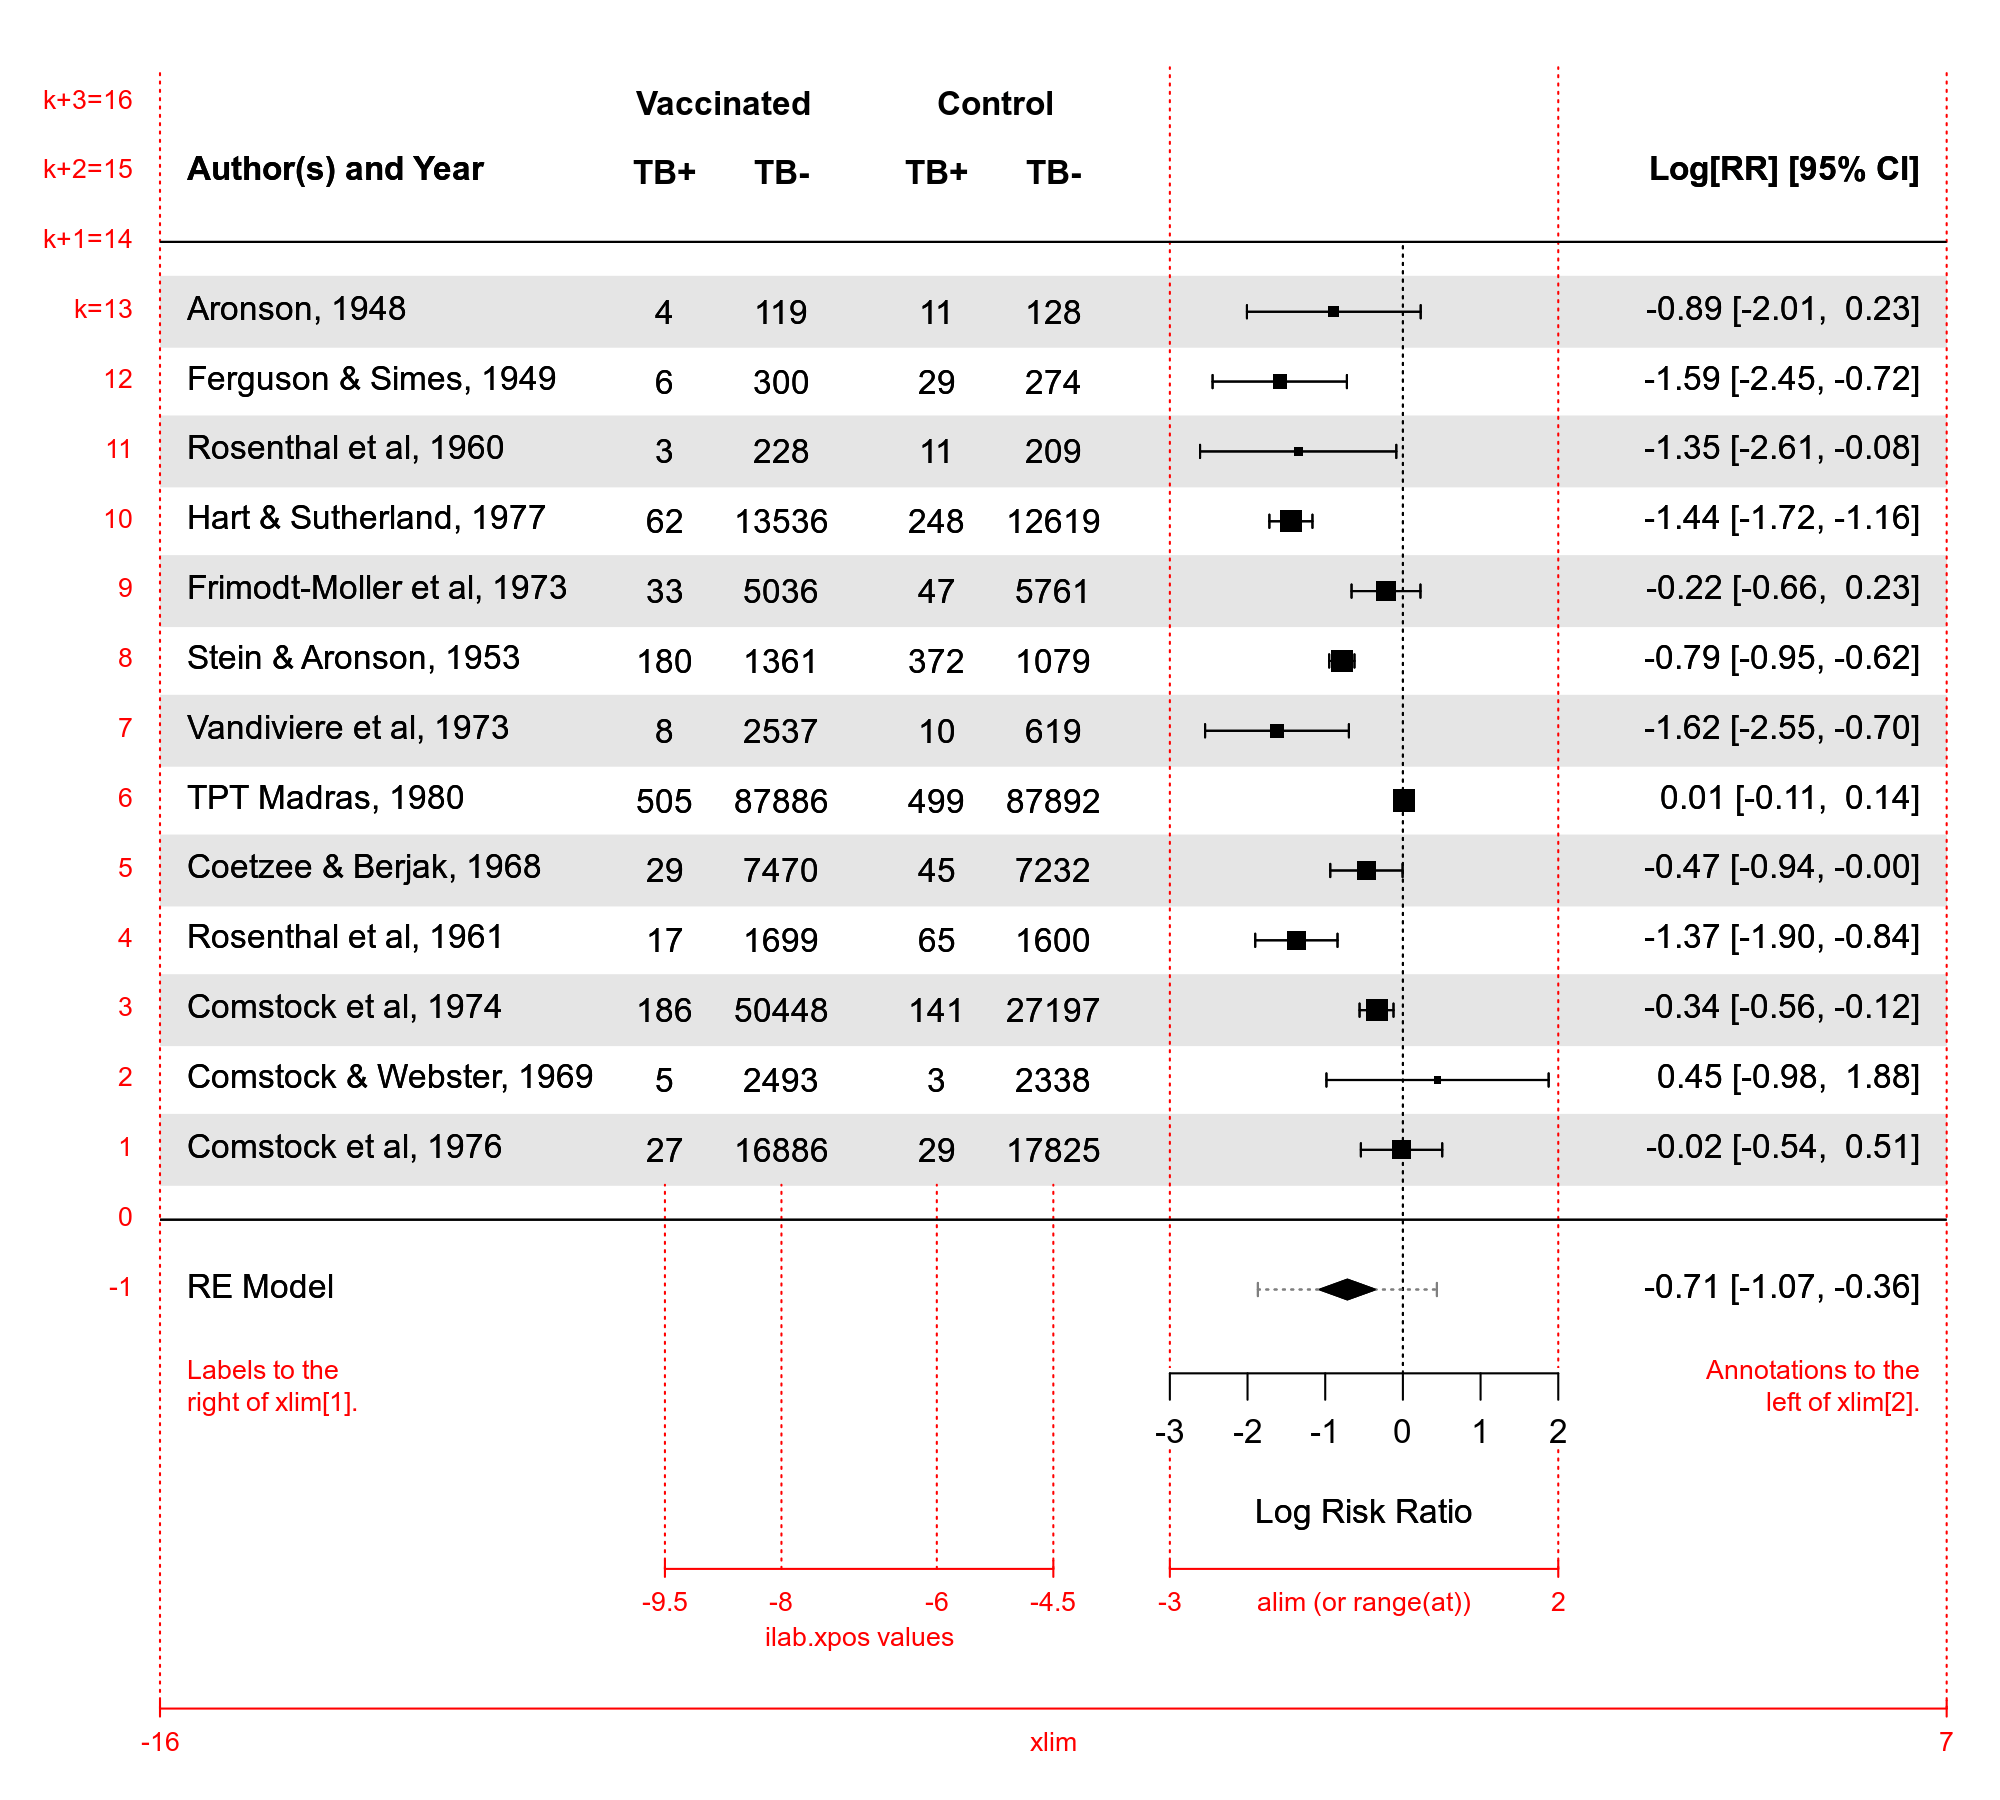 k+3=16 Vaccinated Control
k+2=15 Author(s) and Year TB+ TB- TB+ TB- Log[RR] [95% CI]
k+1=14
k=13 Aronson, 1948 4 119 11 128 -0.89 [-2.01, 0.23]
12 Ferguson & Simes, 1949 6 300 29 274 -1.59 [-2.45, -0.72]
11 Rosenthal et al, 1960 3 228 11 209 -1.35 [-2.61, -0.08]
10 Hart & Sutherland, 1977 62 13536 248 12619 -1.44 [-1.72, -1.16]
9 Frimodt-Moller et al, 1973 33 5036 47 5761 -0.22 [-0.66, 0.23]
8 Stein & Aronson, 1953 180 1361 372 1079 -0.79 [-0.95, -0.62]
7 Vandiviere et al, 1973 8 2537 10 619 -1.62 [-2.55, -0.70]
6 TPT Madras, 1980 505 87886 499 87892 0.01 [-0.11, 0.14]
5 Coetzee & Berjak, 1968 29 7470 45 7232 -0.47 [-0.94, -0.00]
4 Rosenthal et al, 1961 17 1699 65 1600 -1.37 [-1.90, -0.84]
3 Comstock et al, 1974 186 50448 141 27197 -0.34 [-0.56, -0.12]
2 Comstock & Webster, 1969 5 2493 3 2338 0.45 [-0.98, 1.88]
1 Comstock et al, 1976 27 16886 29 17825 -0.02 [-0.54, 0.51]
0
-1 RE Model -0.71 [-1.07, -0.36]
Labels to the
right of xlim[1].
Annotations to the
left of xlim[2].
-3 -2 -1 0 1 2
Log Risk Ratio
-9.5 -8 -6 -4.5 -3 alim (or range(at)) 2
ilab.xpos values
-16 xlim 7